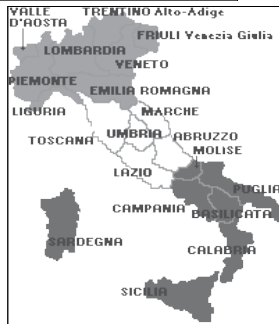 VALLE D'AOSTA
TRENTINO Alto-Adige
FRIULI Venezia Giulia
LOMBARDIA
VENETO
PIEMONTE
EMILIA ROMAGNA
LIGURIA
MARCHE
TOSCANA
UMBRIA
ABRUZZO
MOLISE
LAZIO
PUGLIA
CAMPANIA
BASILICATA
SARDEGNA
CALABRIA
SICILIA